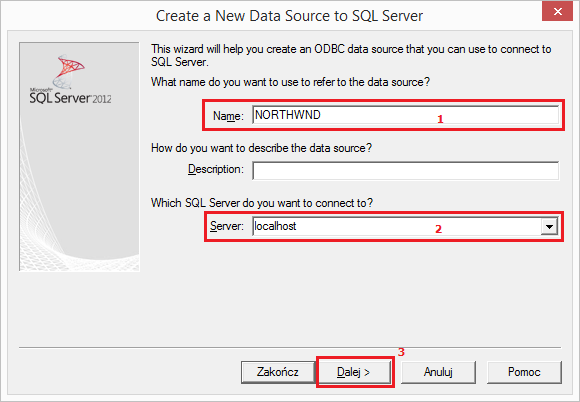 Create a New Data Source to SQL Server
This wizard will help you create an ODBC data source that you can use to connect to
SQL Server.
What name do you want to use to refer to the data source?
Microsoft
SQL Server 2012
Name: NORTHWND 1
How do you want to describe the data source?
Description:
Which SQL Server do you want to connect to?
Server: localhost 2
3
Zakończ Dalej > Anuluj Pomoc